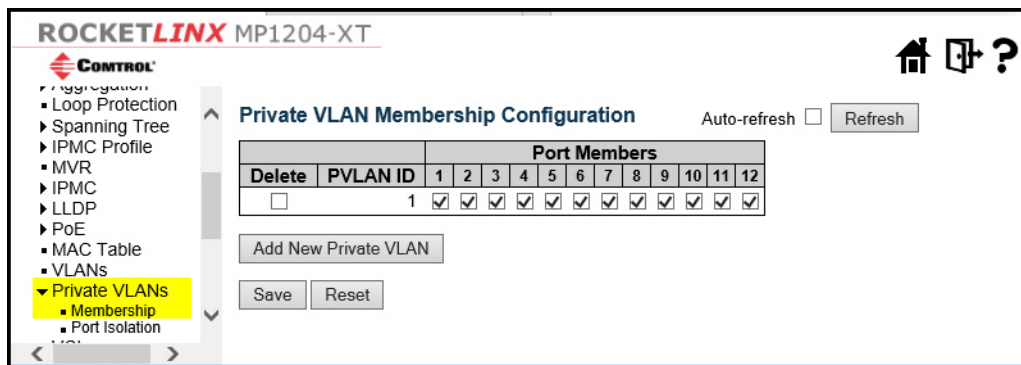 ROCKETLINX MP1204-XT
COMTROL
?
Aggregation
Loop Protection
Spanning Tree
IPMC Profile
MVR
IPMC
LLDP
PoE
MAC Table
VLANs
Private VLANs
Membership
Port Isolation
Private VLAN Membership Configuration
Auto-refresh Refresh
Port Members
Delete PVLAN ID 1 2 3 4 5 6 7 8 9 10 11 12
1
Add New Private VLAN
Save Reset